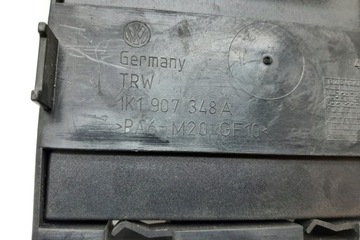 Germany
TRW
1K1 907 348 A
>PA6-M20-GF10<